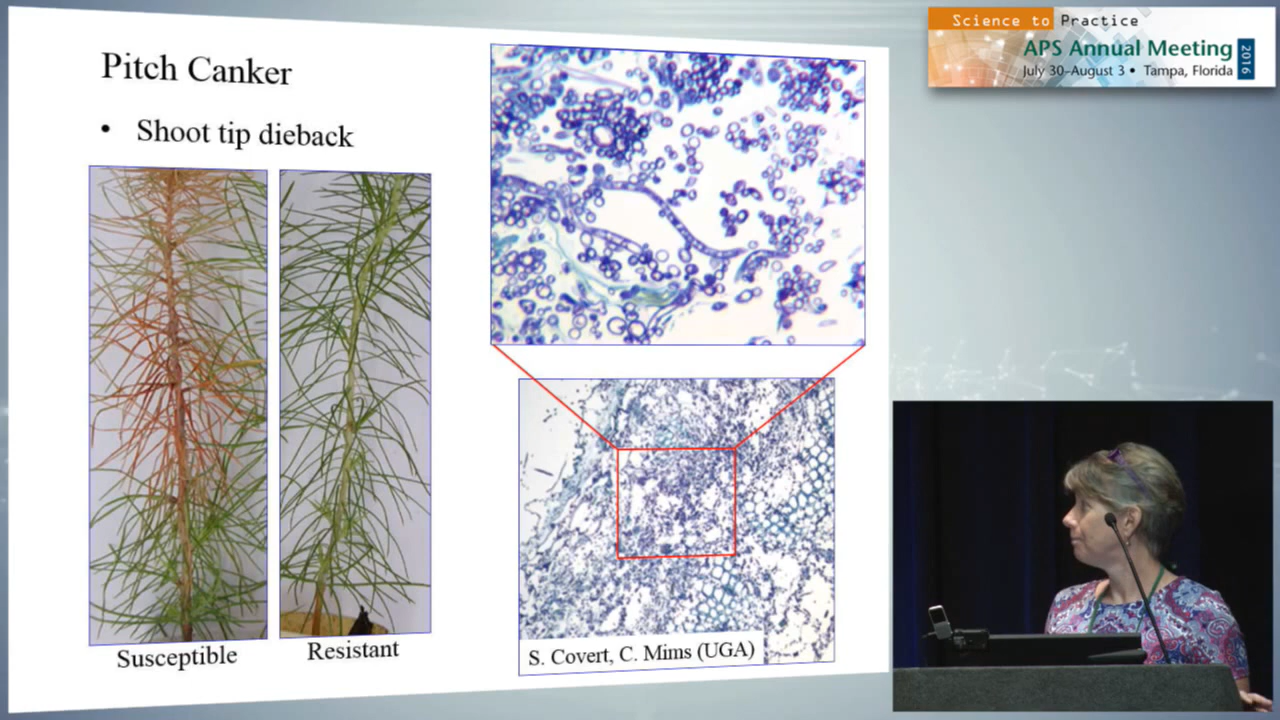 Pitch Canker
• Shoot tip dieback
Susceptible
Resistant
S. Covert, C. Mims (UGA)
Science to Practice
APS Annual Meeting
2016
July 30-August 3 • Tampa, Florida